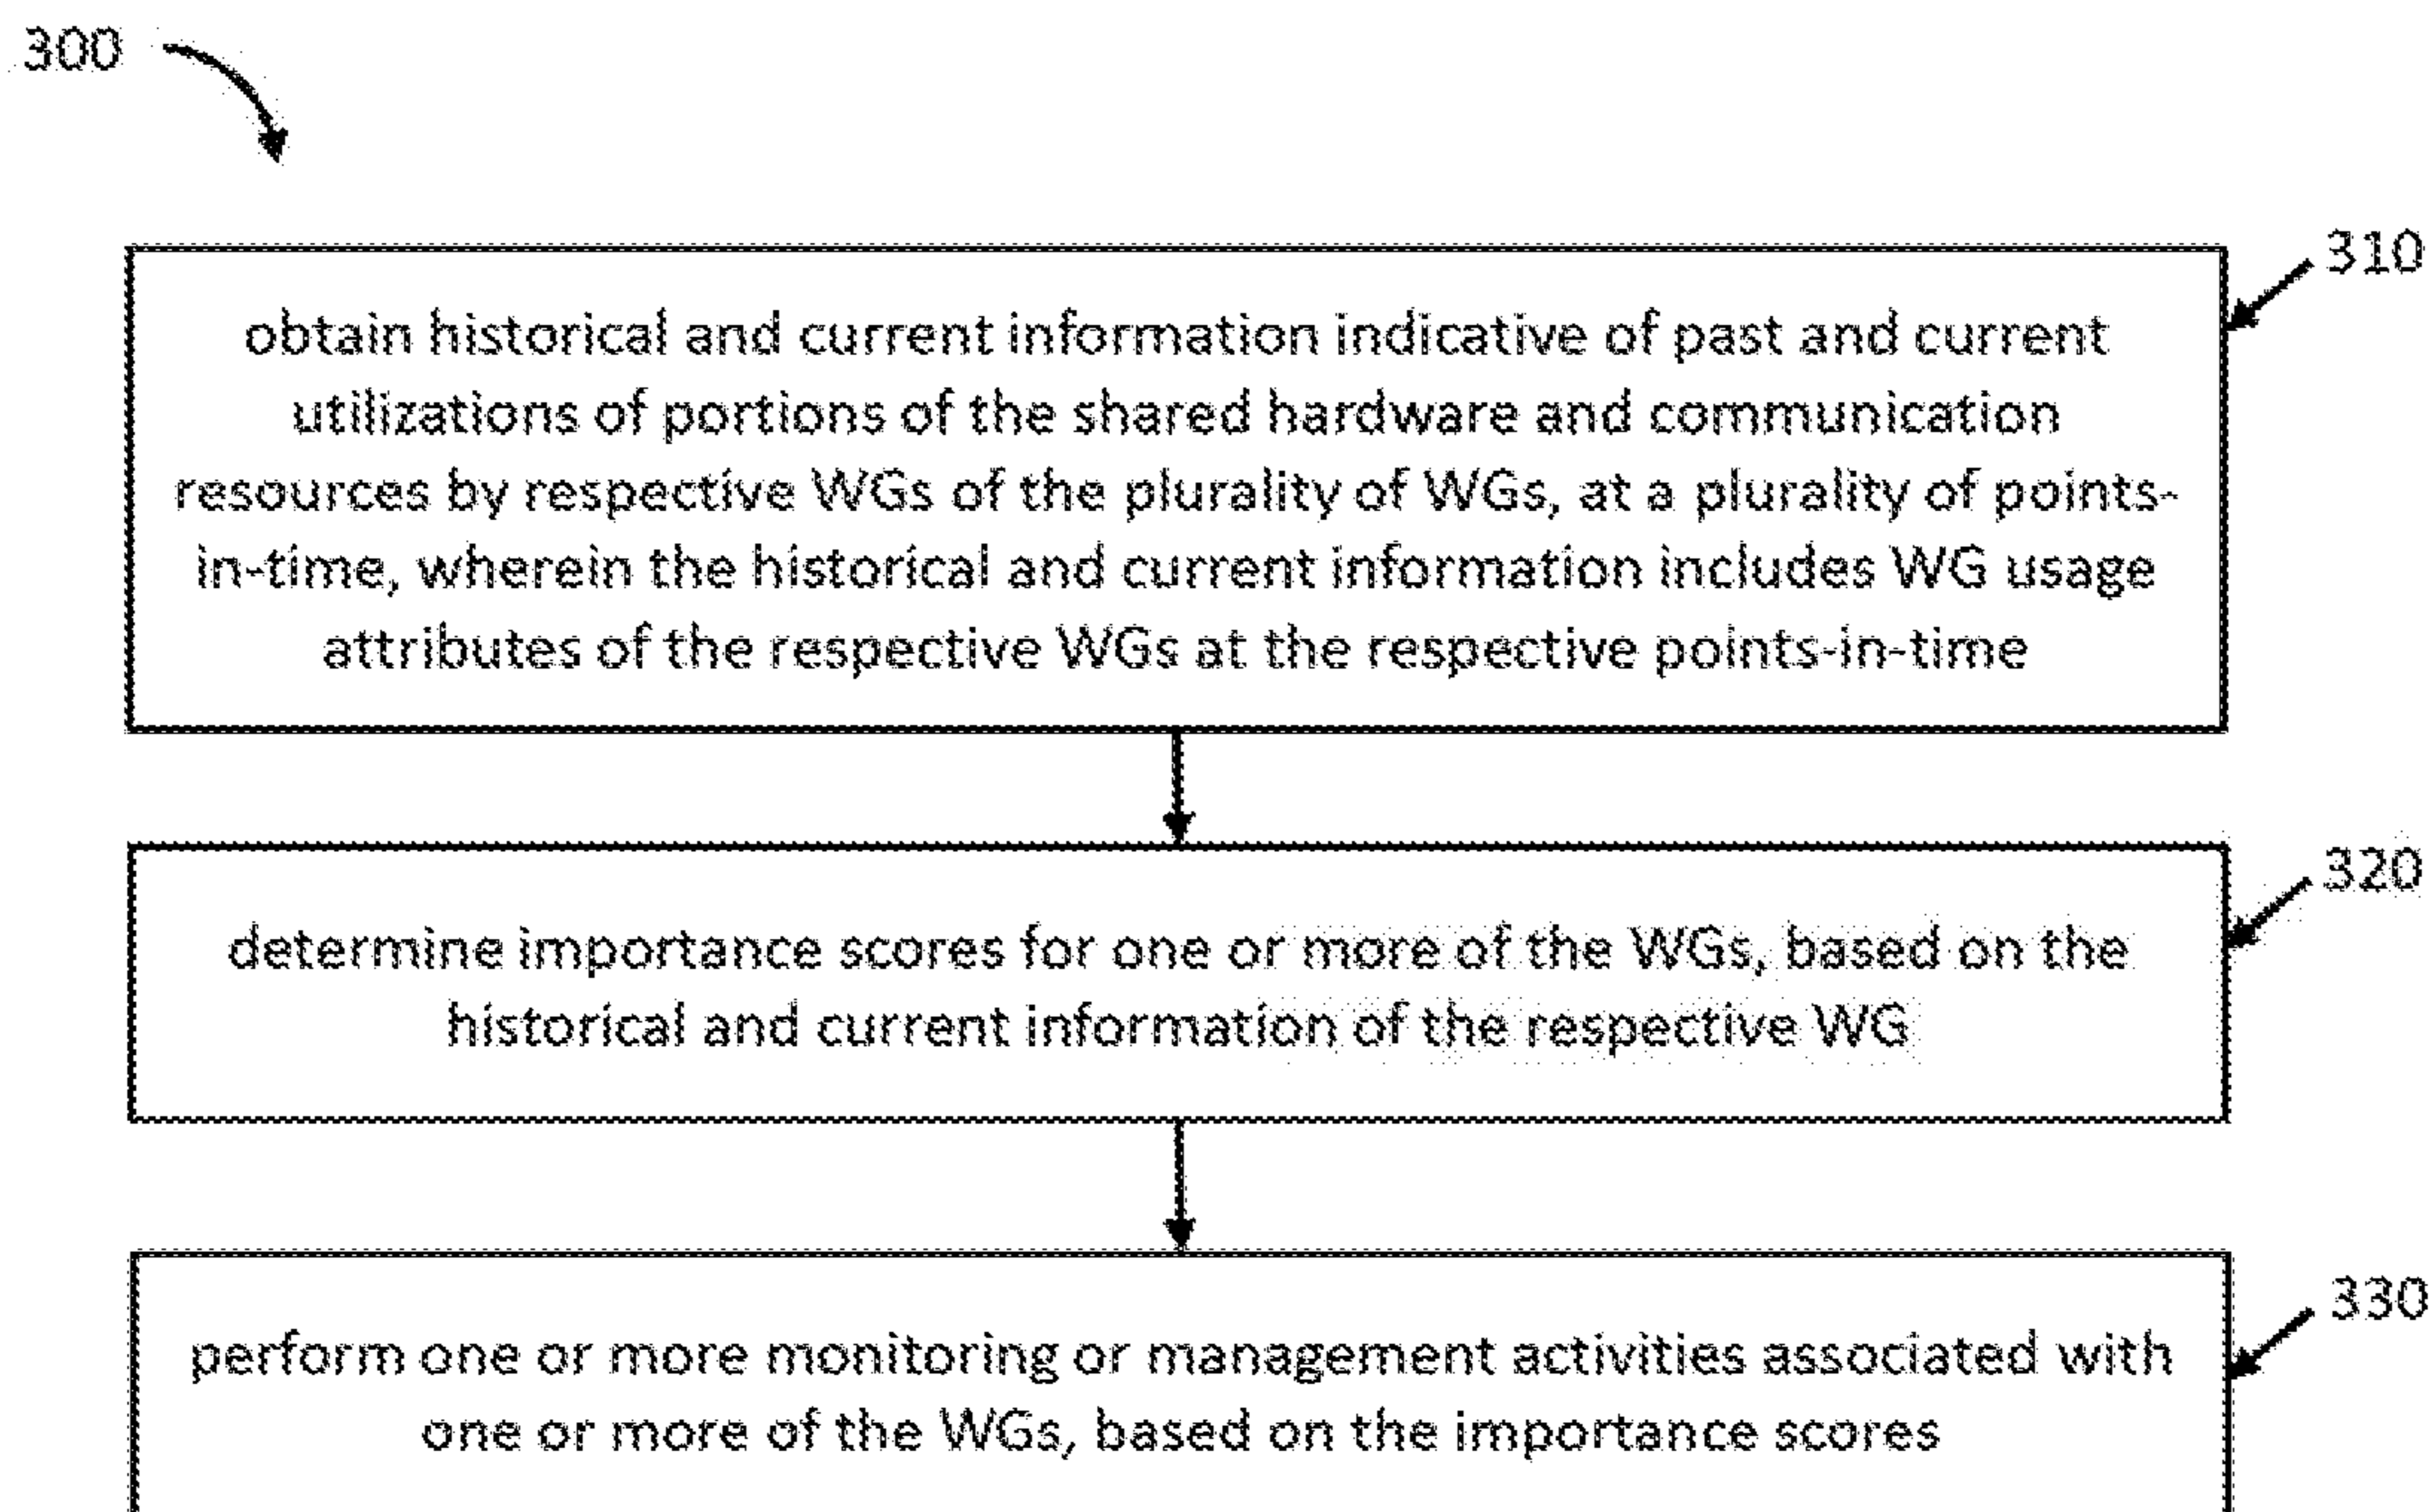 300
310
obtain historical and current information indicative of past and current
utilizations of portions of the shared hardware and communication
resources by respective WGs of the plurality of WGs, at a plurality of points-
in-time, wherein the historical and current information includes WG usage
attributes of the respective WGs at the respective points-in-time
320
determine importance scores for one or more of the WGs, based on the
historical and current information of the respective WG
330
perform one or more monitoring or management activities associated with
one or more of the WGs, based on the importance scores